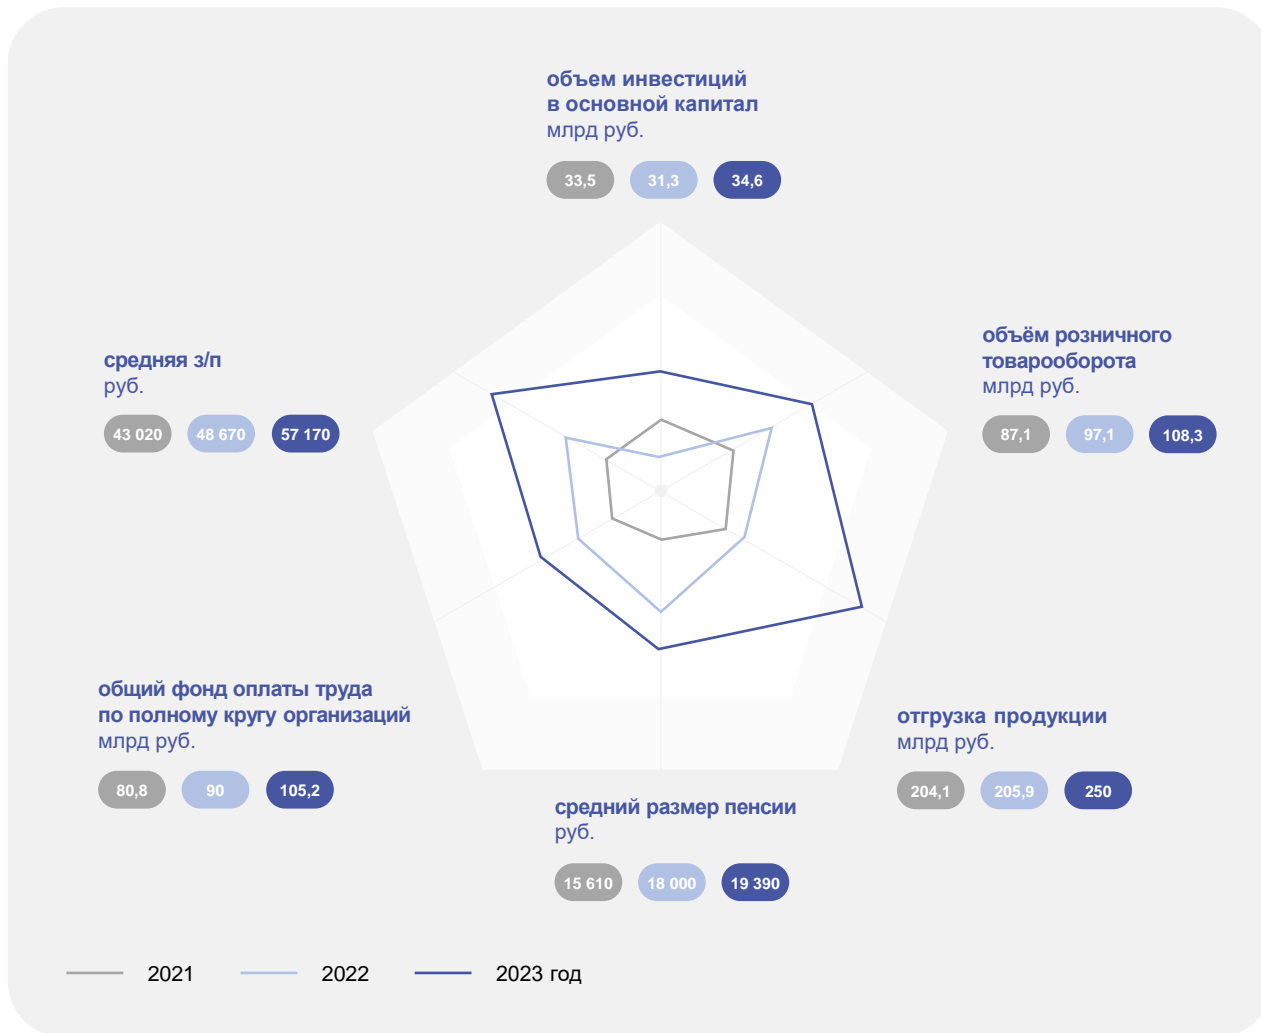 объем инвестиций
в основной капитал
млрд руб.
33,5 31,3 34,6
объём розничного
товарооборота
млрд руб.
87,1 97,1 108,3
средняя з/п
руб.
43 020 48 670 57 170
общий фонд оплаты труда
по полному кругу организаций
млрд руб.
80,8 90 105,2
отгрузка продукции
млрд руб.
204,1 205,9 250
средний размер пенсии
руб.
15 610 18 000 19 390
2021 2022 2023 год